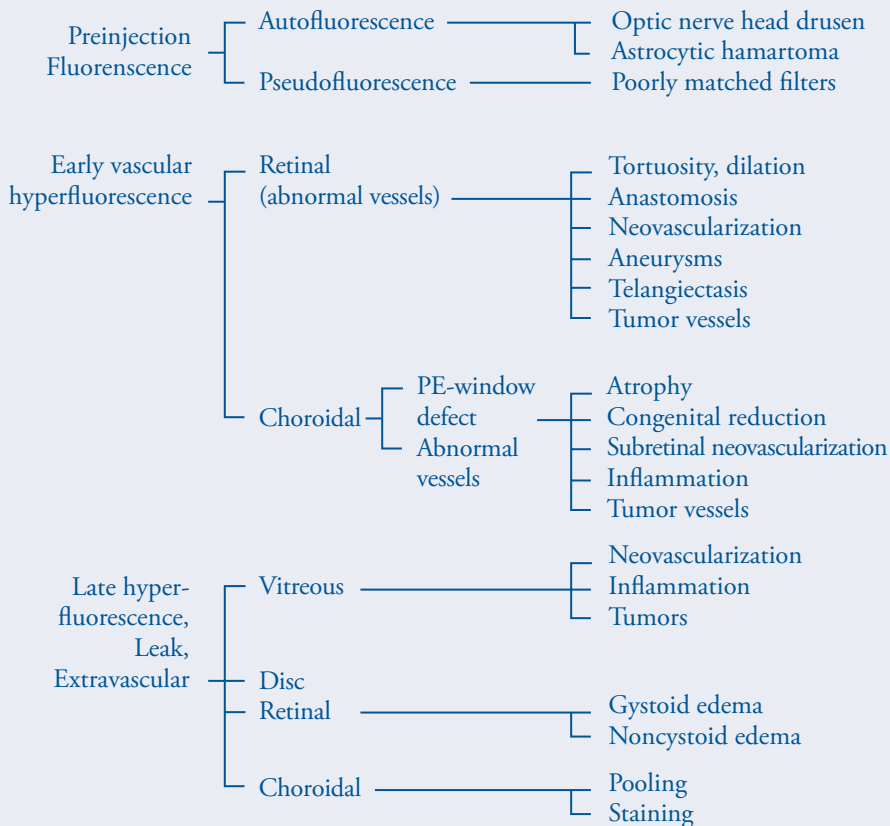 Preinjection
Fluorenscence
Autofluorescence
Optic nerve head drusen
Astrocytic hamartoma
Pseudofluorescence
Poorly matched filters
Early vascular
hyperfluorescence
Retinal
(abnormal vessels)
Tortuosity, dilation
Anastomosis
Neovascularization
Aneurysms
Telangiectasis
Tumor vessels
Choroidal
PE-window
defect
Abnormal
vessels
Atrophy
Congenital reduction
Subretinal neovascularization
Inflammation
Tumor vessels
Late hyper-
fluorescence,
Leak,
Extravascular
Vitreous
Neovascularization
Inflammation
Tumors
Disc
Retinal
Gystoid edema
Noncystoid edema
Choroidal
Pooling
Staining